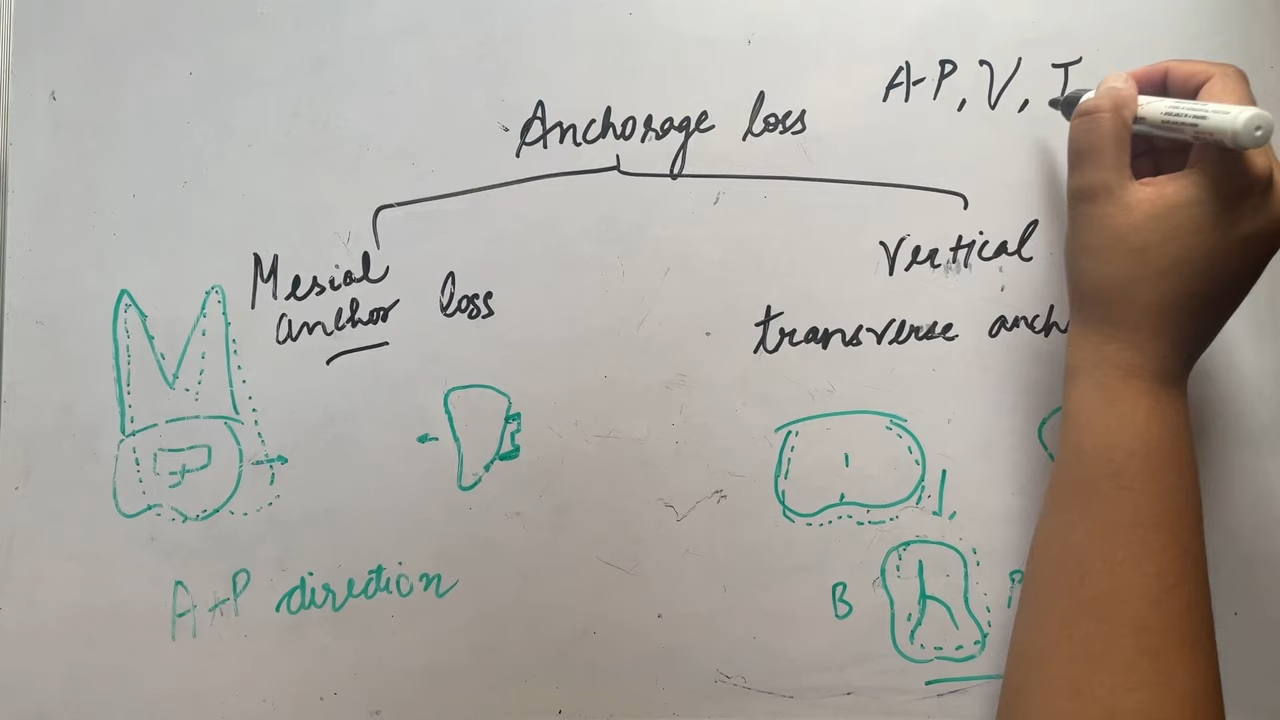 A-P, V, T
Anchorage loss
Mesial
anchor loss
Vertical
transverse anch
A+P direction
B